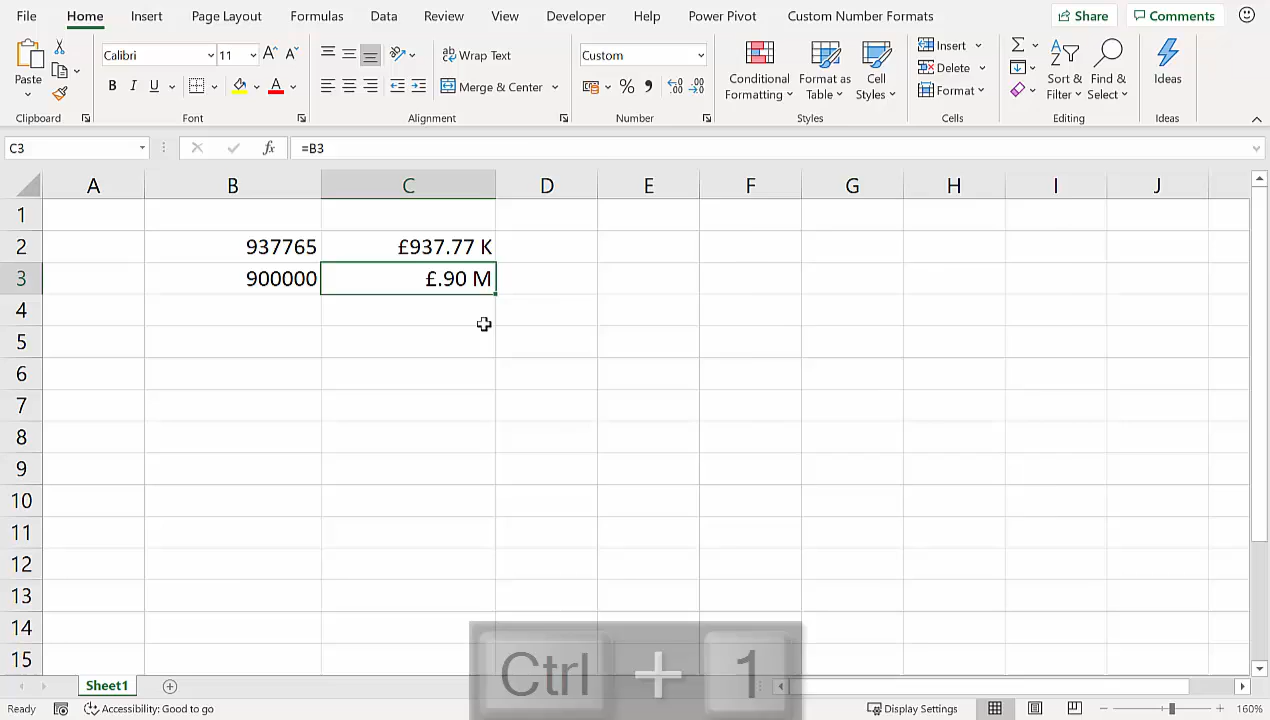 File Home Insert Page Layout Formulas Data Review View Developer Help Power Pivot Custom Number Formats Share Comments
Calibri 11 A A Wrap Text Custom Insert
Paste B I U A Merge & Center % Conditional Formatting Format as Table Cell Styles Delete Format Sort & Filter Find & Select Ideas
Clipboard Font Alignment Number Styles Cells Editing Ideas
C3 fx =B3
A B C D E F G H I J
1
2 937765 £937.77 K
3 900000 £.90 M
4
5
6
7
8
9
10
11
12
13
14
15
Ctrl + 1
Sheet1
Ready Accessibility: Good to go Display Settings 160%